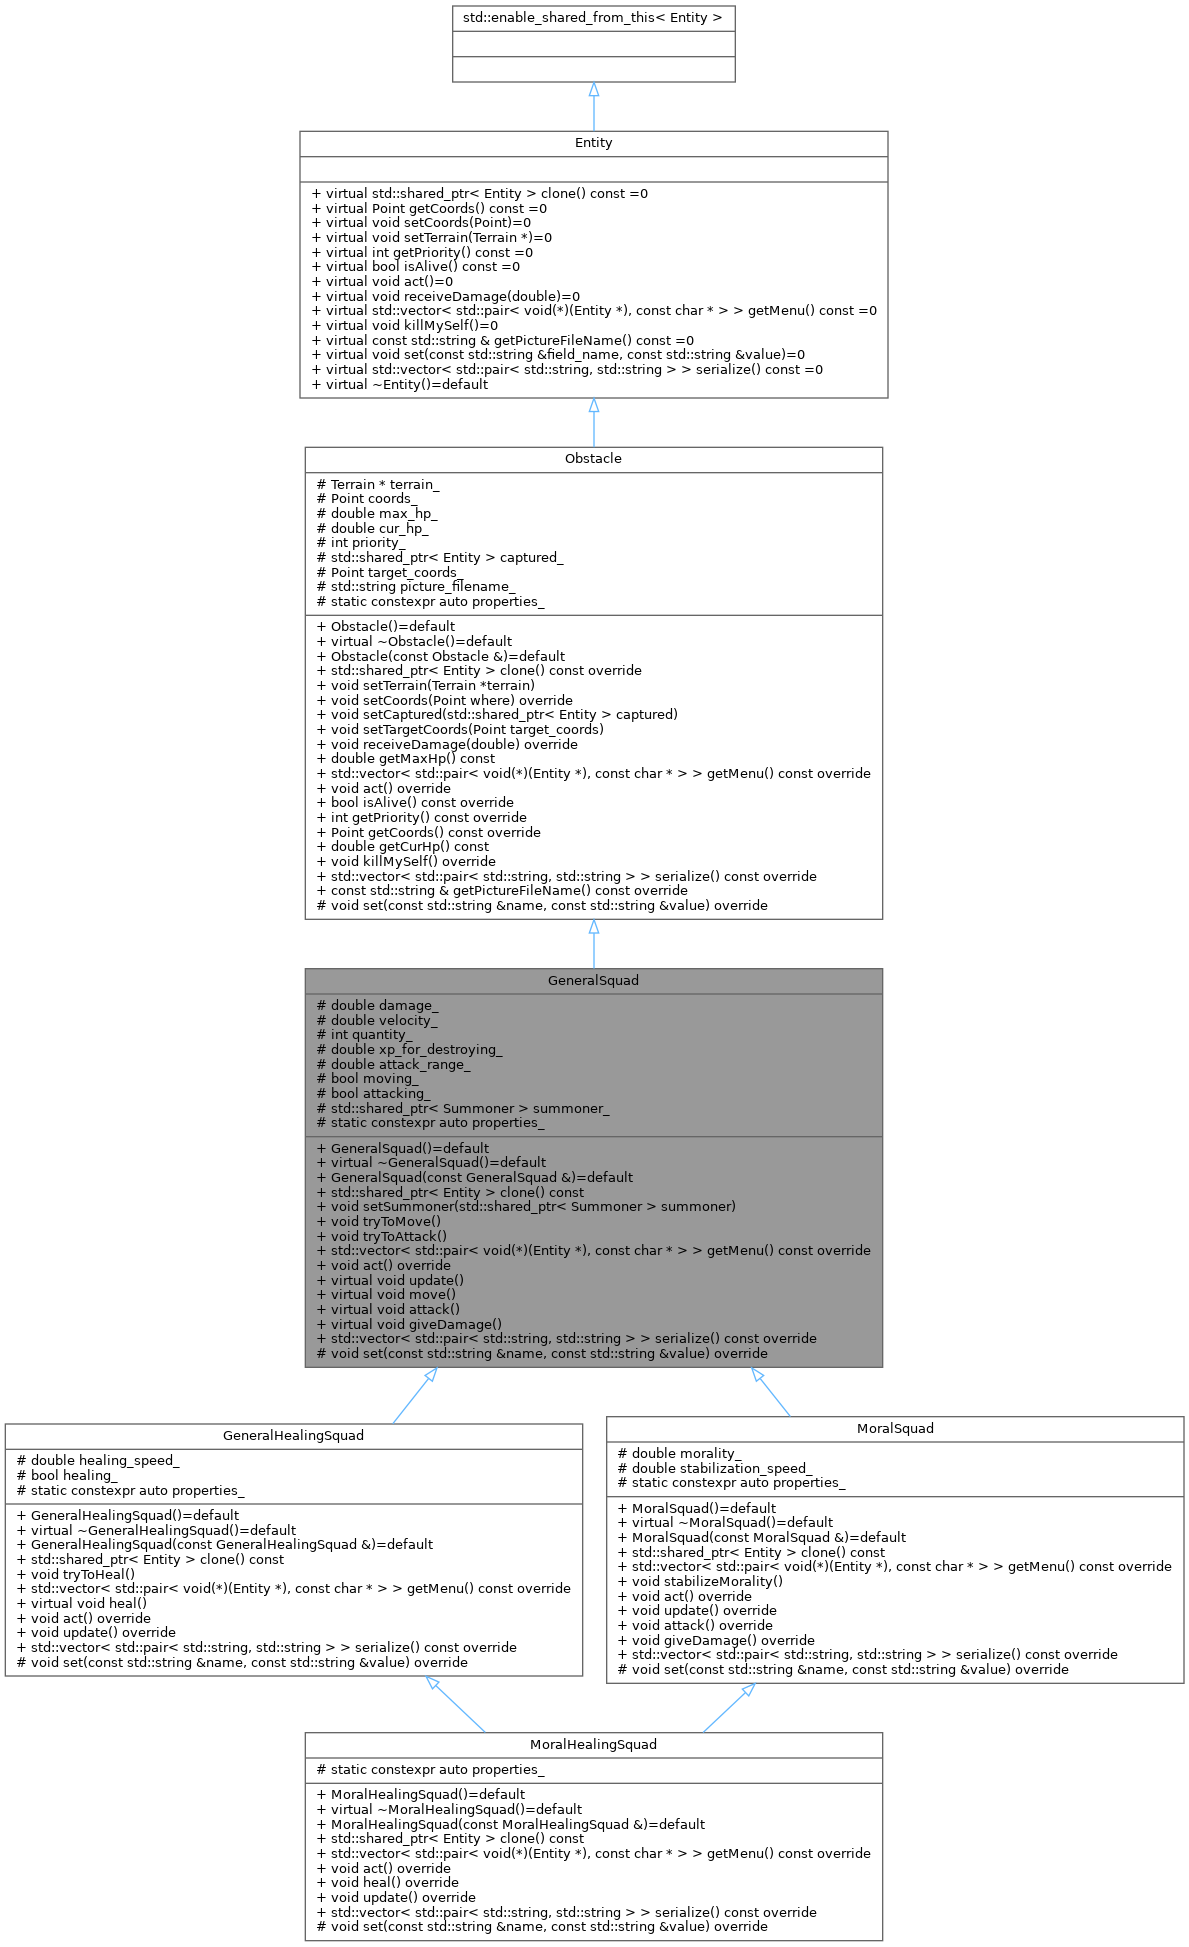 std::enable_shared_from_this< Entity >
Entity
+ virtual std::shared_ptr< Entity > clone() const =0
+ virtual Point getCoords() const =0
+ virtual void setCoords(Point)=0
+ virtual void setTerrain(Terrain *)=0
+ virtual int getPriority() const =0
+ virtual bool isAlive() const =0
+ virtual void act()=0
+ virtual void receiveDamage(double)=0
+ virtual std::vector< std::pair< void(*)(Entity *), const char * > > getMenu() const =0
+ virtual void killMySelf()=0
+ virtual const std::string & getPictureFileName() const =0
+ virtual void set(const std::string &field_name, const std::string &value)=0
+ virtual std::vector< std::pair< std::string, std::string > > serialize() const =0
+ virtual ~Entity()=default
Obstacle
# Terrain * terrain_
# Point coords_
# double max_hp_
# double cur_hp_
# int priority_
# std::shared_ptr< Entity > captured_
# Point target_coords_
# std::string picture_filename_
# static constexpr auto properties_
+ Obstacle()=default
+ virtual ~Obstacle()=default
+ Obstacle(const Obstacle &)=default
+ std::shared_ptr< Entity > clone() const override
+ void setTerrain(Terrain *terrain)
+ void setCoords(Point where) override
+ void setCaptured(std::shared_ptr< Entity > captured)
+ void setTargetCoords(Point target_coords)
+ void receiveDamage(double) override
+ double getMaxHp() const
+ std::vector< std::pair< void(*)(Entity *), const char * > > getMenu() const override
+ void act() override
+ bool isAlive() const override
+ int getPriority() const override
+ Point getCoords() const override
+ double getCurHp() const
+ void killMySelf() override
+ std::vector< std::pair< std::string, std::string > > serialize() const override
+ const std::string & getPictureFileName() const override
# void set(const std::string &name, const std::string &value) override
GeneralSquad
# double damage_
# double velocity_
# int quantity_
# double xp_for_destroying_
# double attack_range_
# bool moving_
# bool attacking_
# std::shared_ptr< Summoner > summoner_
# static constexpr auto properties_
+ GeneralSquad()=default
+ virtual ~GeneralSquad()=default
+ GeneralSquad(const GeneralSquad &)=default
+ std::shared_ptr< Entity > clone() const
+ void setSummoner(std::shared_ptr< Summoner > summoner)
+ void tryToMove()
+ void tryToAttack()
+ std::vector< std::pair< void(*)(Entity *), const char * > > getMenu() const override
+ void act() override
+ virtual void update()
+ virtual void move()
+ virtual void attack()
+ virtual void giveDamage()
+ std::vector< std::pair< std::string, std::string > > serialize() const override
# void set(const std::string &name, const std::string &value) override
GeneralHealingSquad
# double healing_speed_
# bool healing_
# static constexpr auto properties_
+ GeneralHealingSquad()=default
+ virtual ~GeneralHealingSquad()=default
+ GeneralHealingSquad(const GeneralHealingSquad &)=default
+ std::shared_ptr< Entity > clone() const
+ void tryToHeal()
+ std::vector< std::pair< void(*)(Entity *), const char * > > getMenu() const override
+ virtual void heal()
+ void act() override
+ void update() override
+ std::vector< std::pair< std::string, std::string > > serialize() const override
# void set(const std::string &name, const std::string &value) override
MoralSquad
# double morality_
# double stabilization_speed_
# static constexpr auto properties_
+ MoralSquad()=default
+ virtual ~MoralSquad()=default
+ MoralSquad(const MoralSquad &)=default
+ std::shared_ptr< Entity > clone() const
+ std::vector< std::pair< void(*)(Entity *), const char * > > getMenu() const override
+ void stabilizeMorality()
+ void act() override
+ void update() override
+ void attack() override
+ void giveDamage() override
+ std::vector< std::pair< std::string, std::string > > serialize() const override
# void set(const std::string &name, const std::string &value) override
MoralHealingSquad
# static constexpr auto properties_
+ MoralHealingSquad()=default
+ virtual ~MoralHealingSquad()=default
+ MoralHealingSquad(const MoralHealingSquad &)=default
+ std::shared_ptr< Entity > clone() const
+ std::vector< std::pair< void(*)(Entity *), const char * > > getMenu() const override
+ void act() override
+ void heal() override
+ void update() override
+ std::vector< std::pair< std::string, std::string > > serialize() const override
# void set(const std::string &name, const std::string &value) override